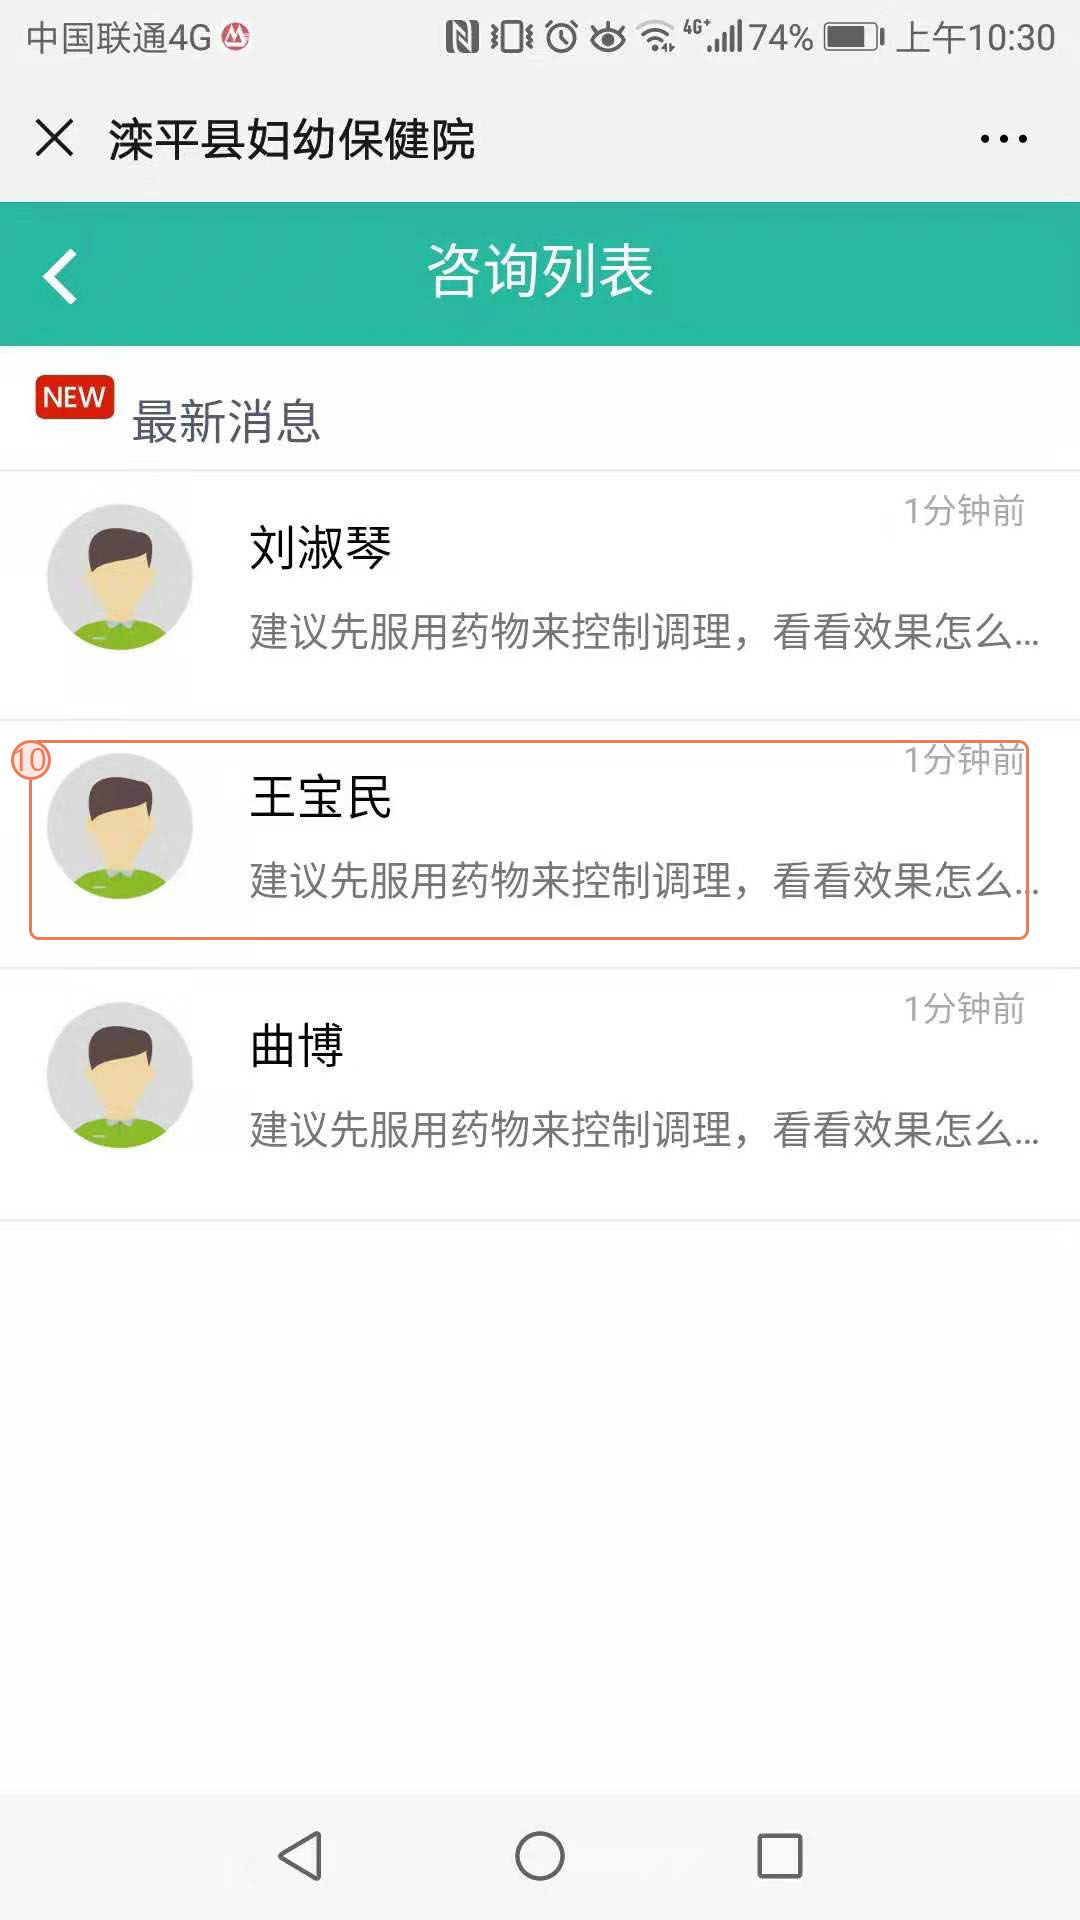 中国联通4G 4G+ 74% 上午10:30
滦平县妇幼保健院
咨询列表
NEW 最新消息
刘淑琴 1分钟前
建议先服用药物来控制调理，看看效果怎么...
10
王宝民 1分钟前
建议先服用药物来控制调理，看看效果怎么...
曲博 1分钟前
建议先服用药物来控制调理，看看效果怎么...